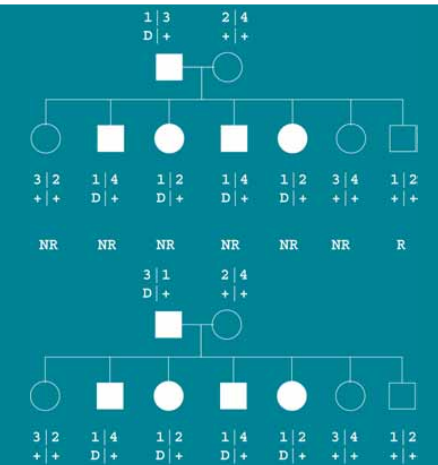 1|3 2|4
D|+ +|+
3|2 1|4 1|2 1|4 1|2 3|4 1|2
+|+ D|+ D|+ D|+ D|+ +|+ +|+
NR NR NR NR NR NR R
3|1 2|4
D|+ +|+
3|2 1|4 1|2 1|4 1|2 3|4 1|2
+|+ D|+ D|+ D|+ D|+ +|+ +|+